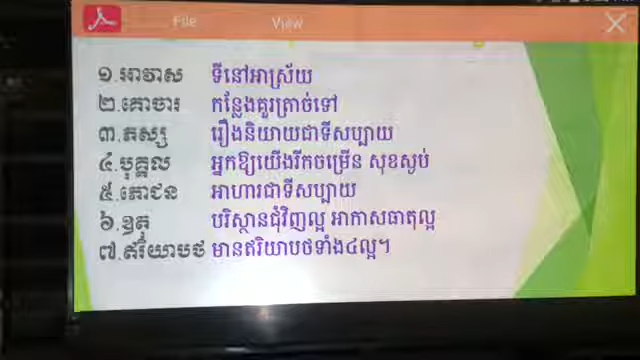 File View
១.អាវាស ទីនៅអាស្រ័យ
២.គោចារ កន្លែងគួរត្រាច់ទៅ
៣.ភស្ស រឿងនិយាយជាទីសប្បាយ
៤.បុគ្គល អ្នកឱ្យយើងរីកចម្រើន សុខស្ងប់
៥.ភោជន អាហារជាទីសប្បាយ
៦.ឧតុ បរិស្ថានជុំវិញល្អ អាកាសធាតុល្អ
៧.ឥរិយាបថ មានឥរិយាបថទាំង៤ល្អ។